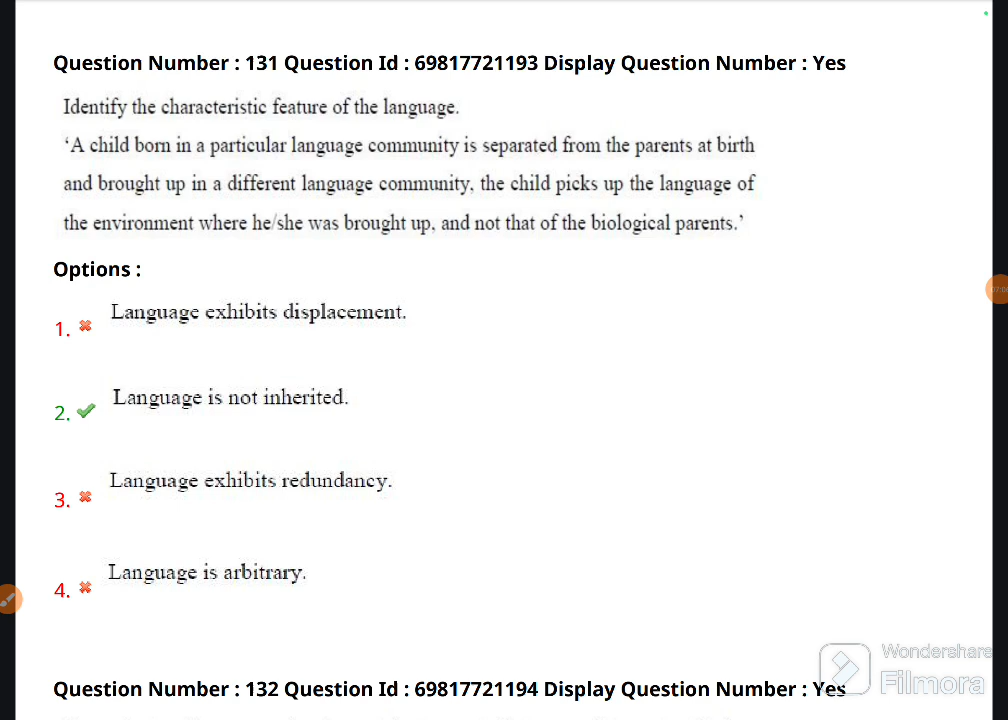 Question Number : 131 Question Id : 69817721193 Display Question Number : Yes
Identify the characteristic feature of the language.
‘A child born in a particular language community is separated from the parents at birth
and brought up in a different language community, the child picks up the language of
the environment where he/she was brought up, and not that of the biological parents.’
Options :
1. Language exhibits displacement.
2. Language is not inherited.
3. Language exhibits redundancy.
4. Language is arbitrary.
Wondershare
Filmora
Question Number : 132 Question Id : 69817721194 Display Question Number : Yes